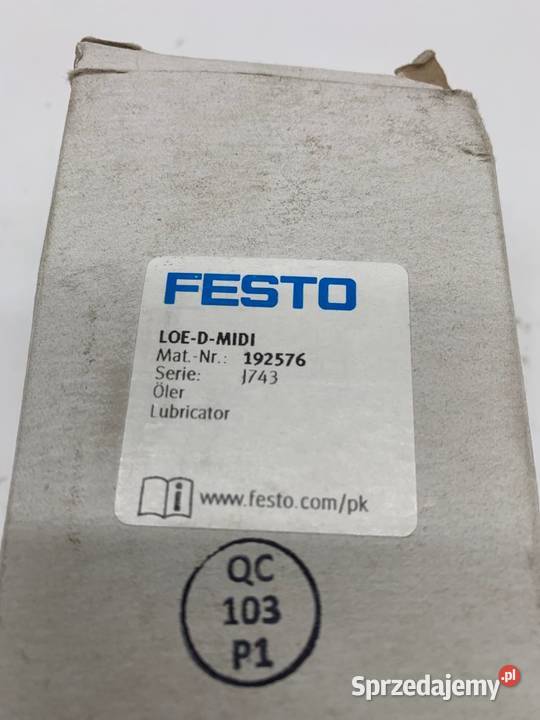 FESTO
LOE-D-MIDI
Mat.-Nr.: 192576
Serie: J743
Öler
Lubricator
i www.festo.com/pk
QC
103
P1
Sprzedajemy.pl